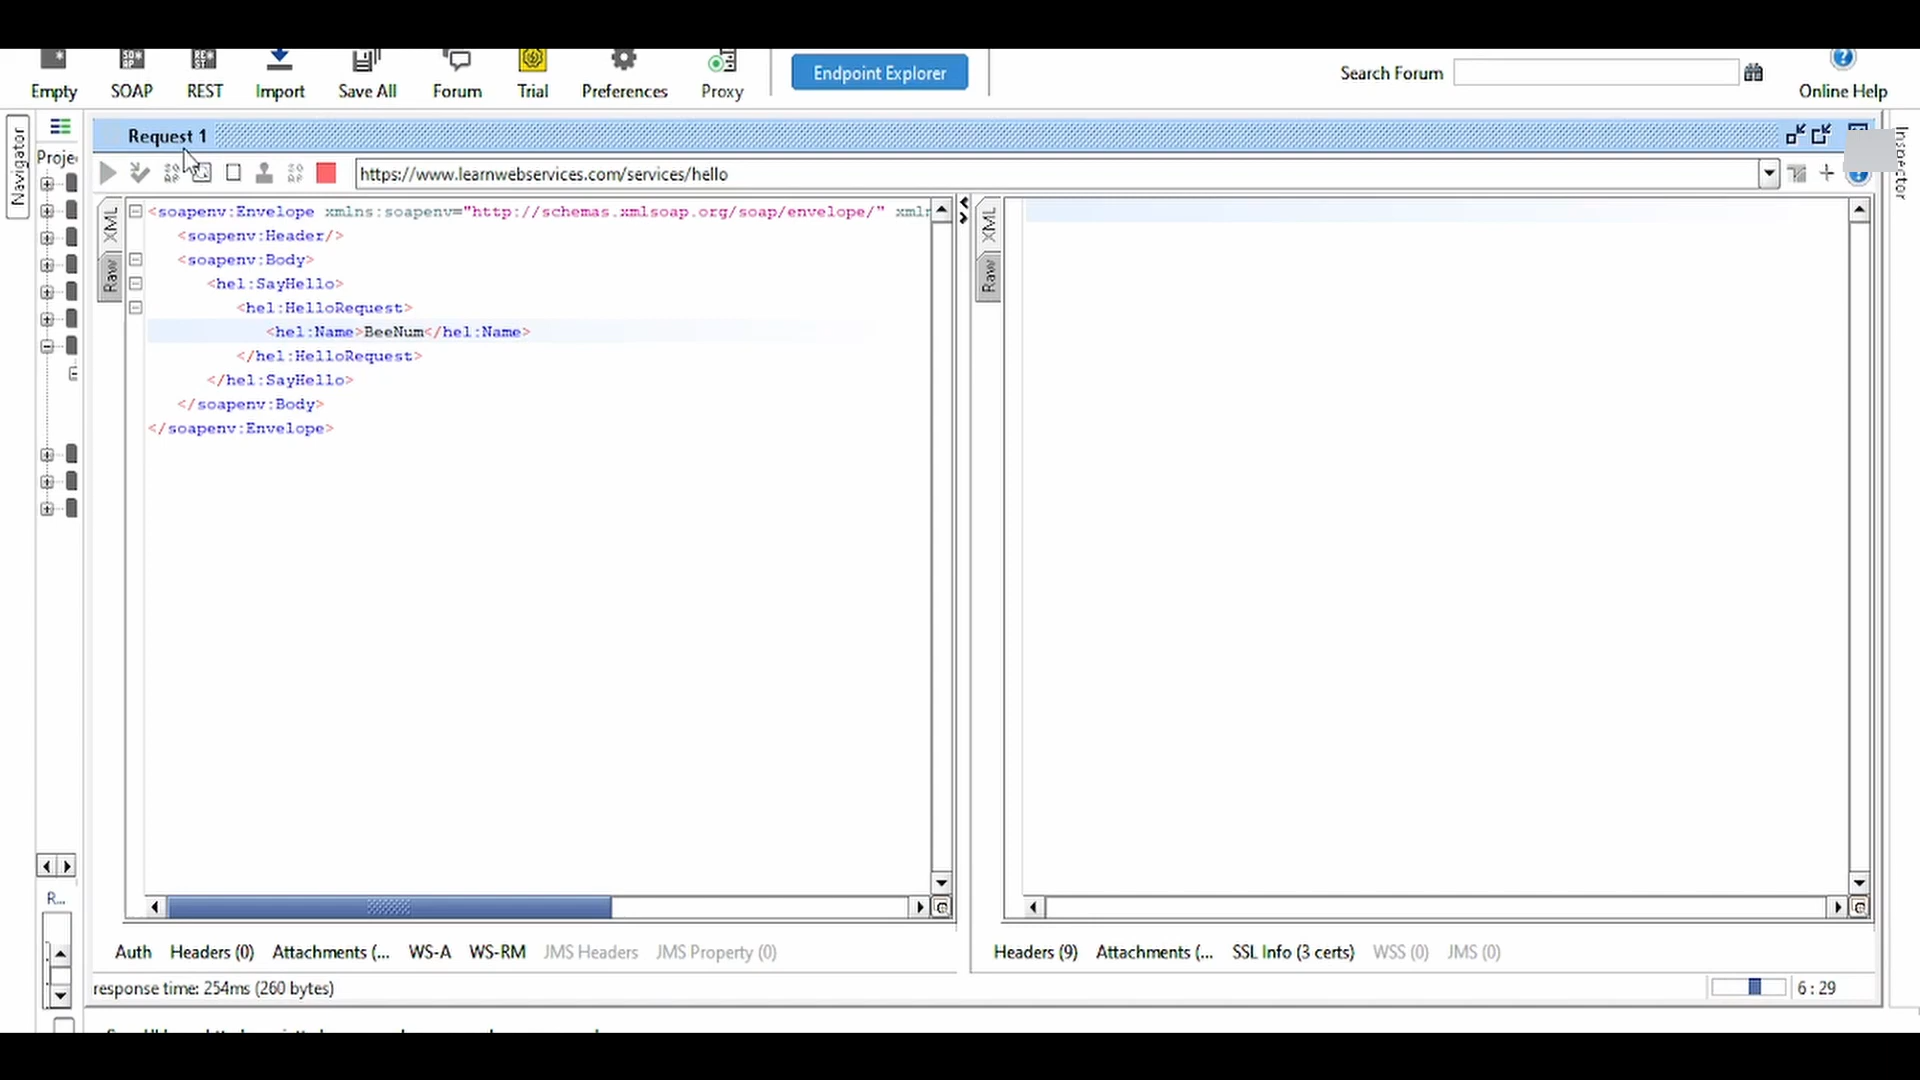 Empty SOAP REST Import Save All Forum Trial Preferences Proxy Endpoint Explorer Search Forum Online Help
Navigator
Proje
Request 1
Inspector
https://www.learnwebservices.com/services/hello
XML
Raw
<soapenv:Envelope xmlns:soapenv="http://schemas.xmlsoap.org/soap/envelope/" xmln
<soapenv:Header/>
<soapenv:Body>
<hel:SayHello>
<hel:HelloRequest>
<hel:Name>BeeNum</hel:Name>
</hel:HelloRequest>
</hel:SayHello>
</soapenv:Body>
</soapenv:Envelope>
XML
Raw
R...
Auth Headers (0) Attachments (... WS-A WS-RM JMS Headers JMS Property (0)
Headers (9) Attachments (... SSL Info (3 certs) WSS (0) JMS (0)
response time: 254ms (260 bytes)
6 : 29